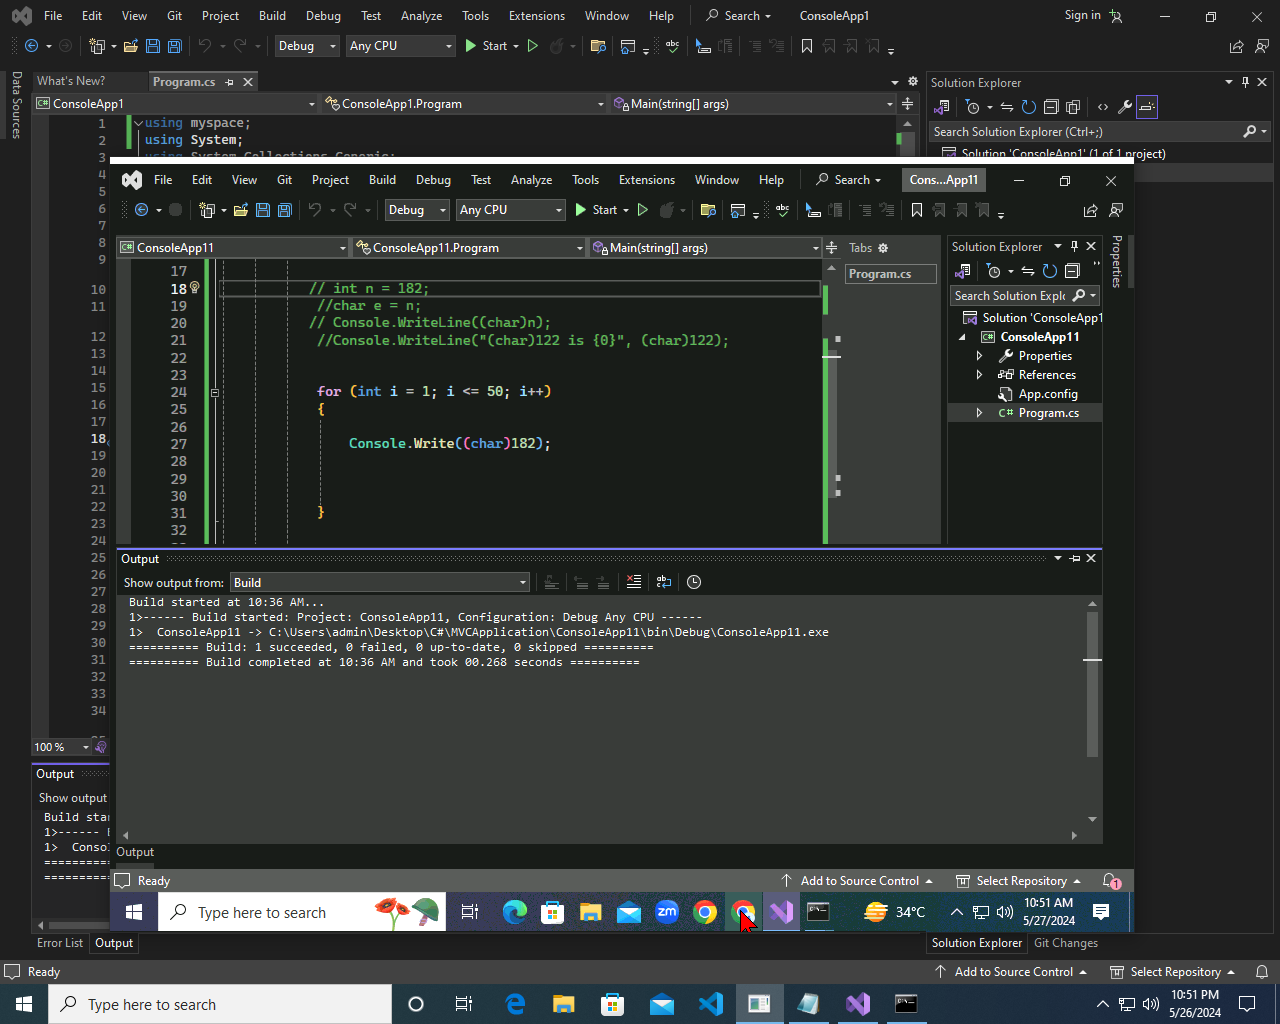 File Edit View Git Project Build Debug Test Analyze Tools Extensions Window Help Search ConsoleApp1 Sign in
Debug Any CPU Start
Data Sources
What's New? Program.cs
Solution Explorer
ConsoleApp1 ConsoleApp1.Program Main(string[] args)
Search Solution Explorer (Ctrl+;)
1 using myspace;
2 using System;
3 using System.Collections.Generic;
Solution 'ConsoleApp1' (1 of 1 project)
4
5
6
7
8
9
10
11
12
13
14
15
16
17
18
19
20
21
22
23
24
25
26
27
28
29
30
31
32
33
34
File Edit View Git Project Build Debug Test Analyze Tools Extensions Window Help Search Cons...App11
Debug Any CPU Start
ConsoleApp11 ConsoleApp11.Program Main(string[] args) Tabs
Program.cs
17
18 // int n = 182;
19 //char e = n;
20 // Console.WriteLine((char)n);
21 //Console.WriteLine("(char)122 is {0}", (char)122);
22
23
24 for (int i = 1; i <= 50; i++)
25 {
26
27 Console.Write((char)182);
28
29
30
31 }
32
Solution Explorer
Search Solution Explo
Solution 'ConsoleApp1
ConsoleApp11
Properties
References
App.config
C# Program.cs
Properties
Output
Show output from: Build
Build started at 10:36 AM...
1>------ Build started: Project: ConsoleApp11, Configuration: Debug Any CPU ------
1>  ConsoleApp11 -> C:\Users\admin\Desktop\C#\MVCApplication\ConsoleApp11\bin\Debug\ConsoleApp11.exe
========== Build: 1 succeeded, 0 failed, 0 up-to-date, 0 skipped ==========
========== Build completed at 10:36 AM and took 00.268 seconds ==========
Output
Ready Add to Source Control Select Repository 1
Type here to search zm 34°C 10:51 AM
5/27/2024
100 %
Output
Show output
Build star
1>------
1>  Conso
==========
==========
Error List Output
Solution Explorer Git Changes
Ready Add to Source Control Select Repository
Type here to search 10:51 PM
5/26/2024